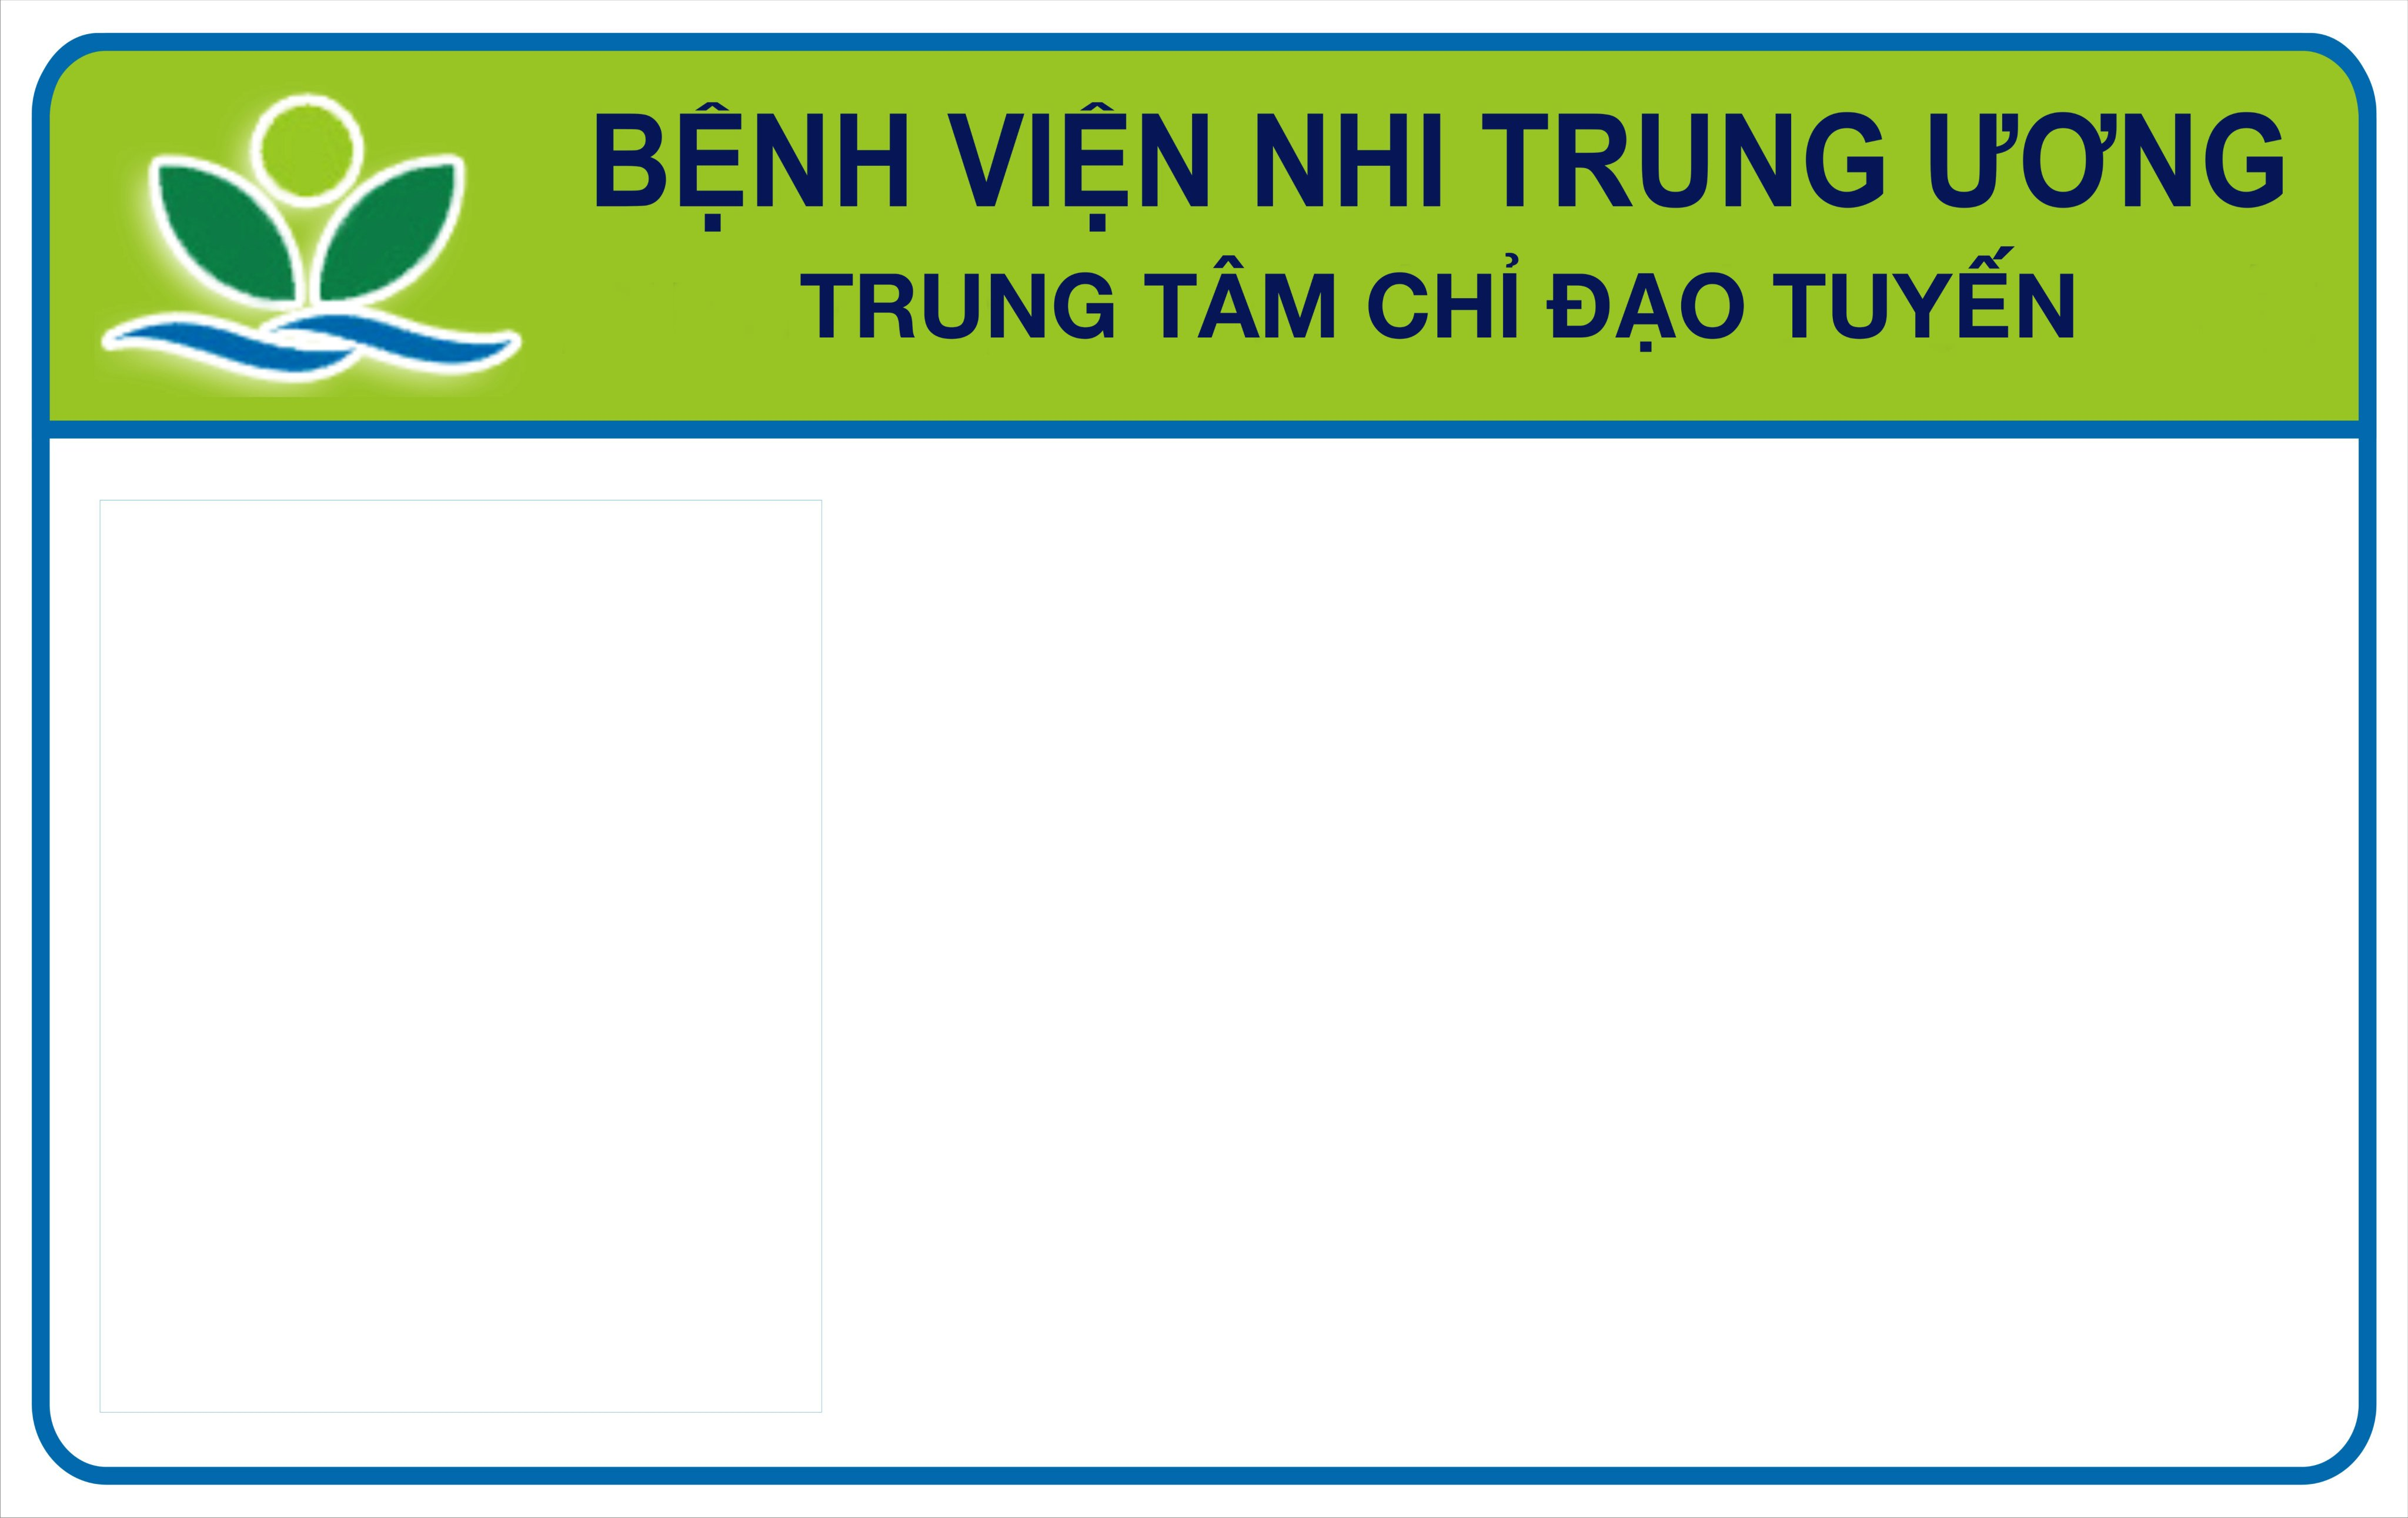 BỆNH VIỆN NHI TRUNG ƯƠNG
TRUNG TÂM CHỈ ĐẠO TUYẾN